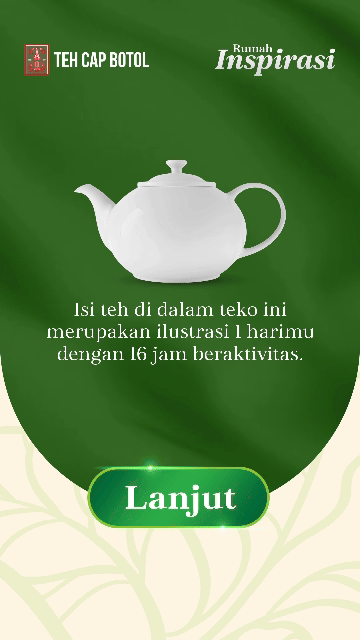 TEH CAP BOTOL
Rumah
Inspirasi
Isi teh di dalam teko ini
merupakan ilustrasi 1 harimu
dengan 16 jam beraktivitas.
Lanjut